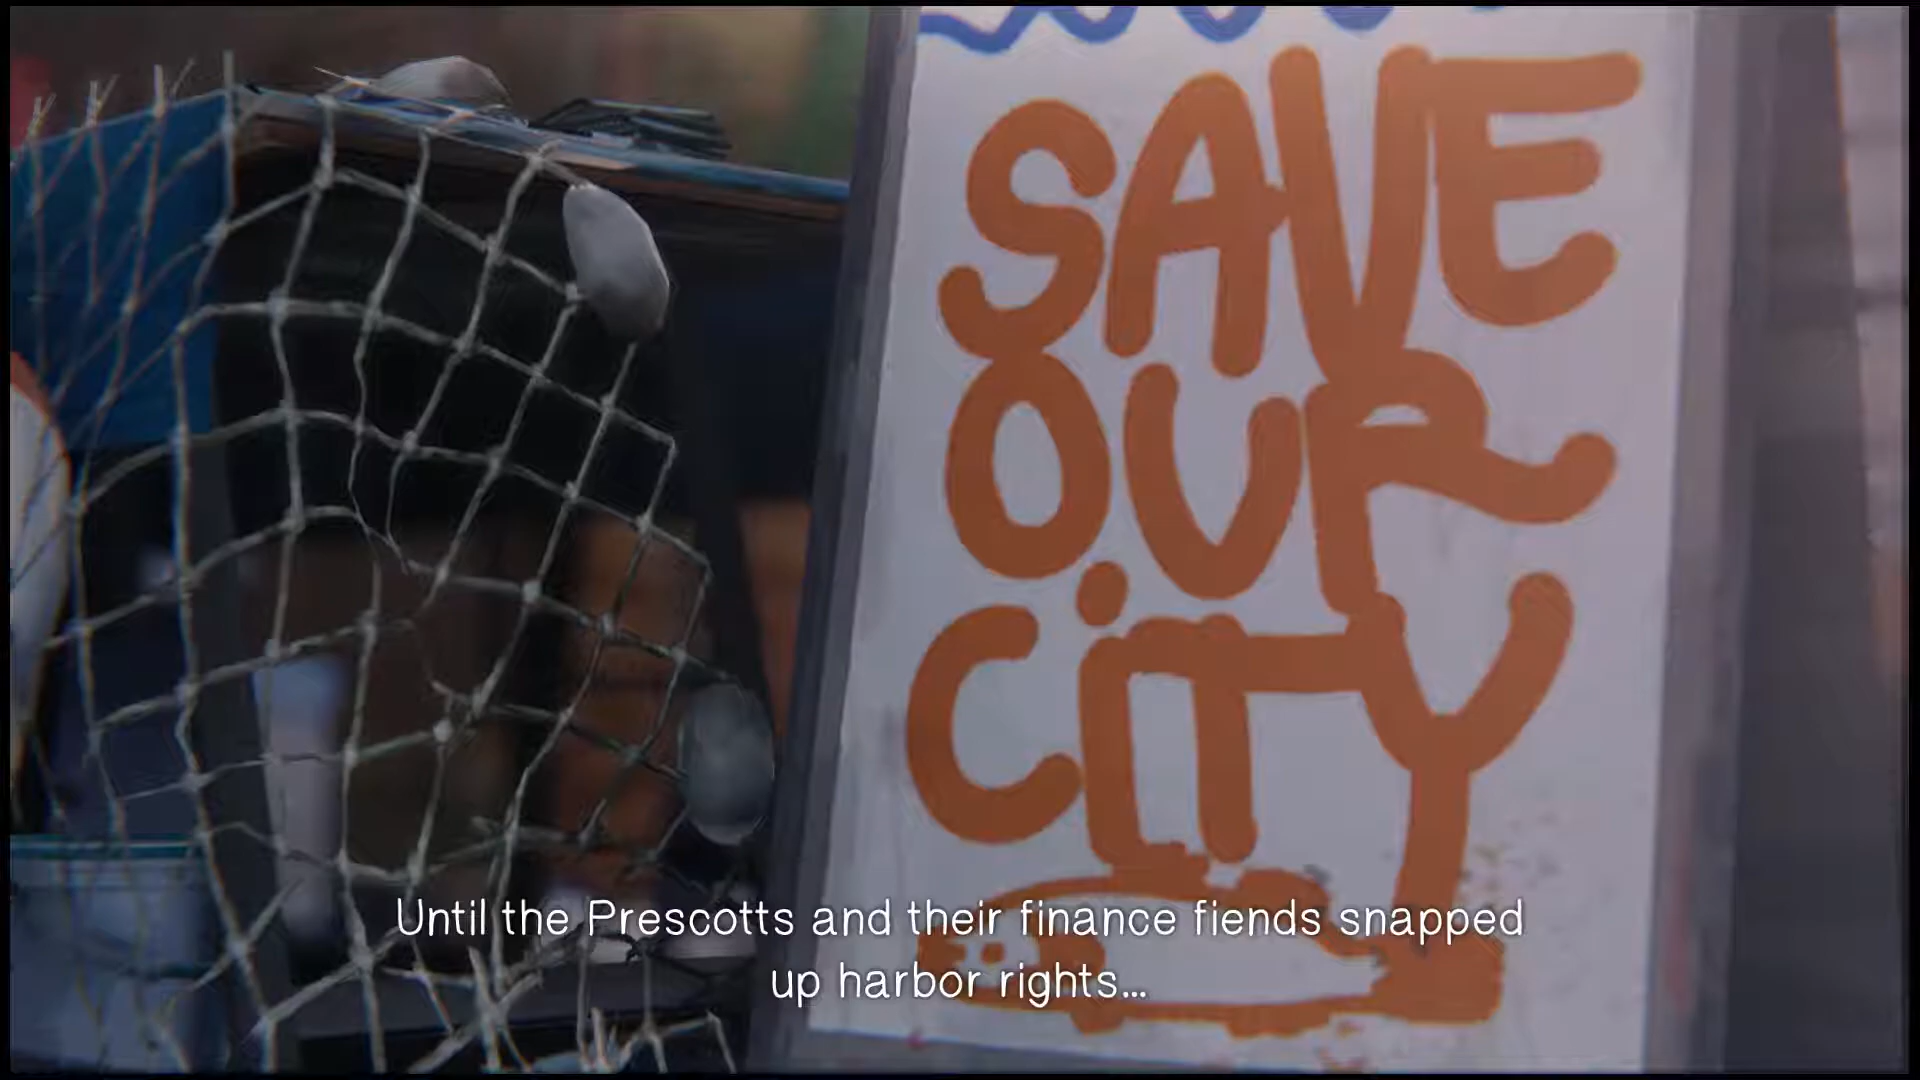 SAVE
OUR
CiTY
Until the Prescotts and their finance fiends snapped
up harbor rights...